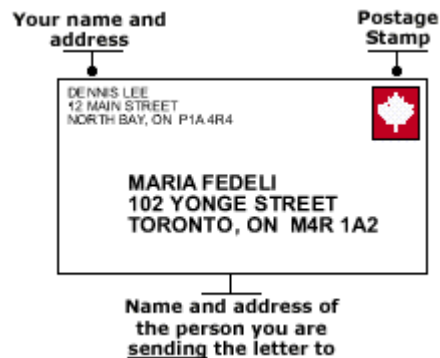 Your name and
address
Postage
Stamp
DENNIS LEE
12 MAIN STREET
NORTH BAY, ON P1A 4R4
MARIA FEDELI
102 YONGE STREET
TORONTO, ON M4R 1A2
Name and address of
the person you are
sending the letter to